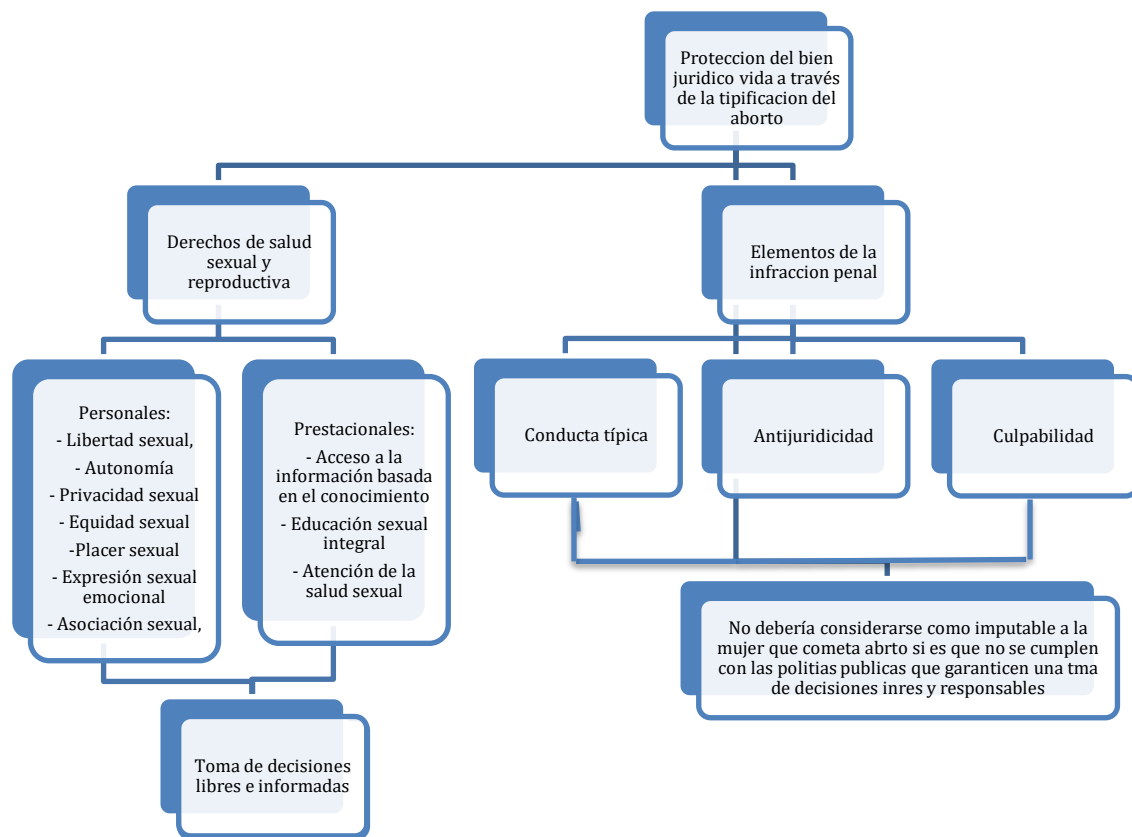 Proteccion del bien
juridico vida a través
de la tipificacion del
aborto
Derechos de salud
sexual y
reproductiva
Elementos de la
infraccion penal
Personales:
- Libertad sexual,
- Autonomía
- Privacidad sexual
- Equidad sexual
-Placer sexual
- Expresión sexual
emocional
- Asociación sexual,
Prestacionales:
- Acceso a la
información basada
en el conocimiento
- Educación sexual
integral
- Atención de la
salud sexual
Conducta típica
Antijuridicidad
Culpabilidad
No debería considerarse como imputable a la
mujer que cometa abrto si es que no se cumplen
con las politias publicas que garanticen una tma
de decisiones inres y responsables
Toma de decisiones
libres e informadas